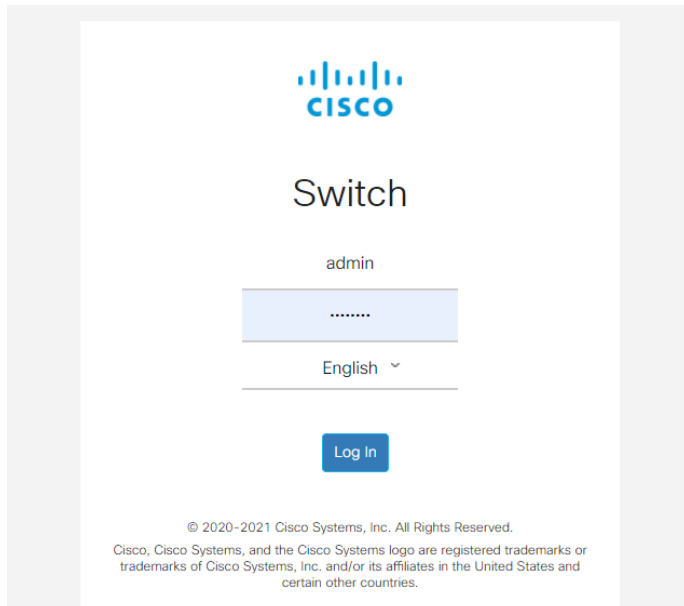 CISCO
Switch
admin
••••••••
English
Log In
© 2020-2021 Cisco Systems, Inc. All Rights Reserved.
Cisco, Cisco Systems, and the Cisco Systems logo are registered trademarks or
trademarks of Cisco Systems, Inc. and/or its affiliates in the United States and
certain other countries.